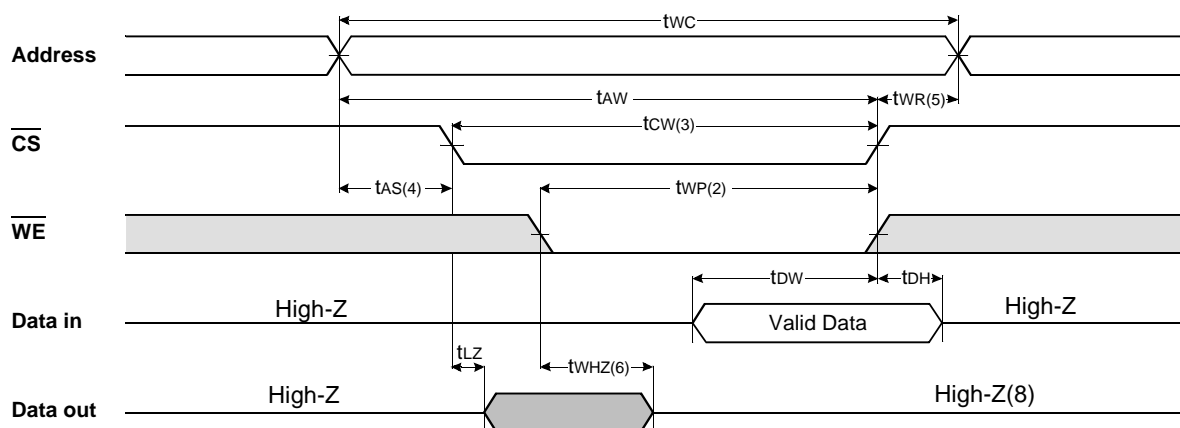 tWC
Address
tAW
tWR(5)
tCW(3)
CS
tAS(4)
tWP(2)
WE
tDW
tDH
High-Z
High-Z
Data in
Valid Data
tLZ
tWHZ(6)
High-Z
High-Z(8)
Data out